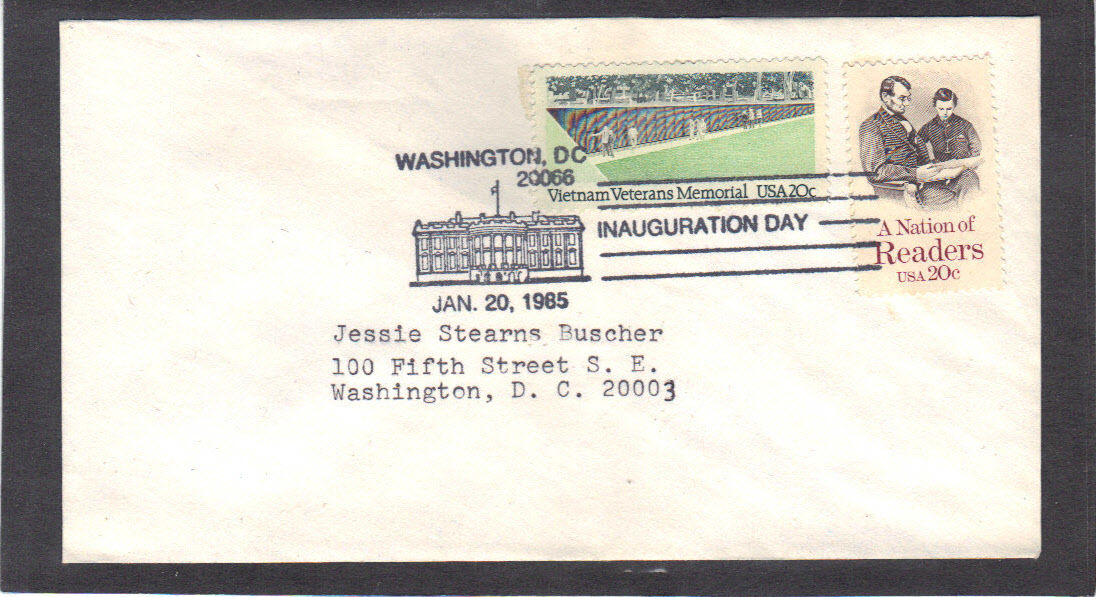 WASHINGTON, DC
20066
Vietnam Veterans Memorial USA 20c
INAUGURATION DAY
A Nation of
Readers
USA 20c
JAN. 20, 1985
Jessie Stearns Buscher
100 Fifth Street S. E.
Washington, D. C. 20003